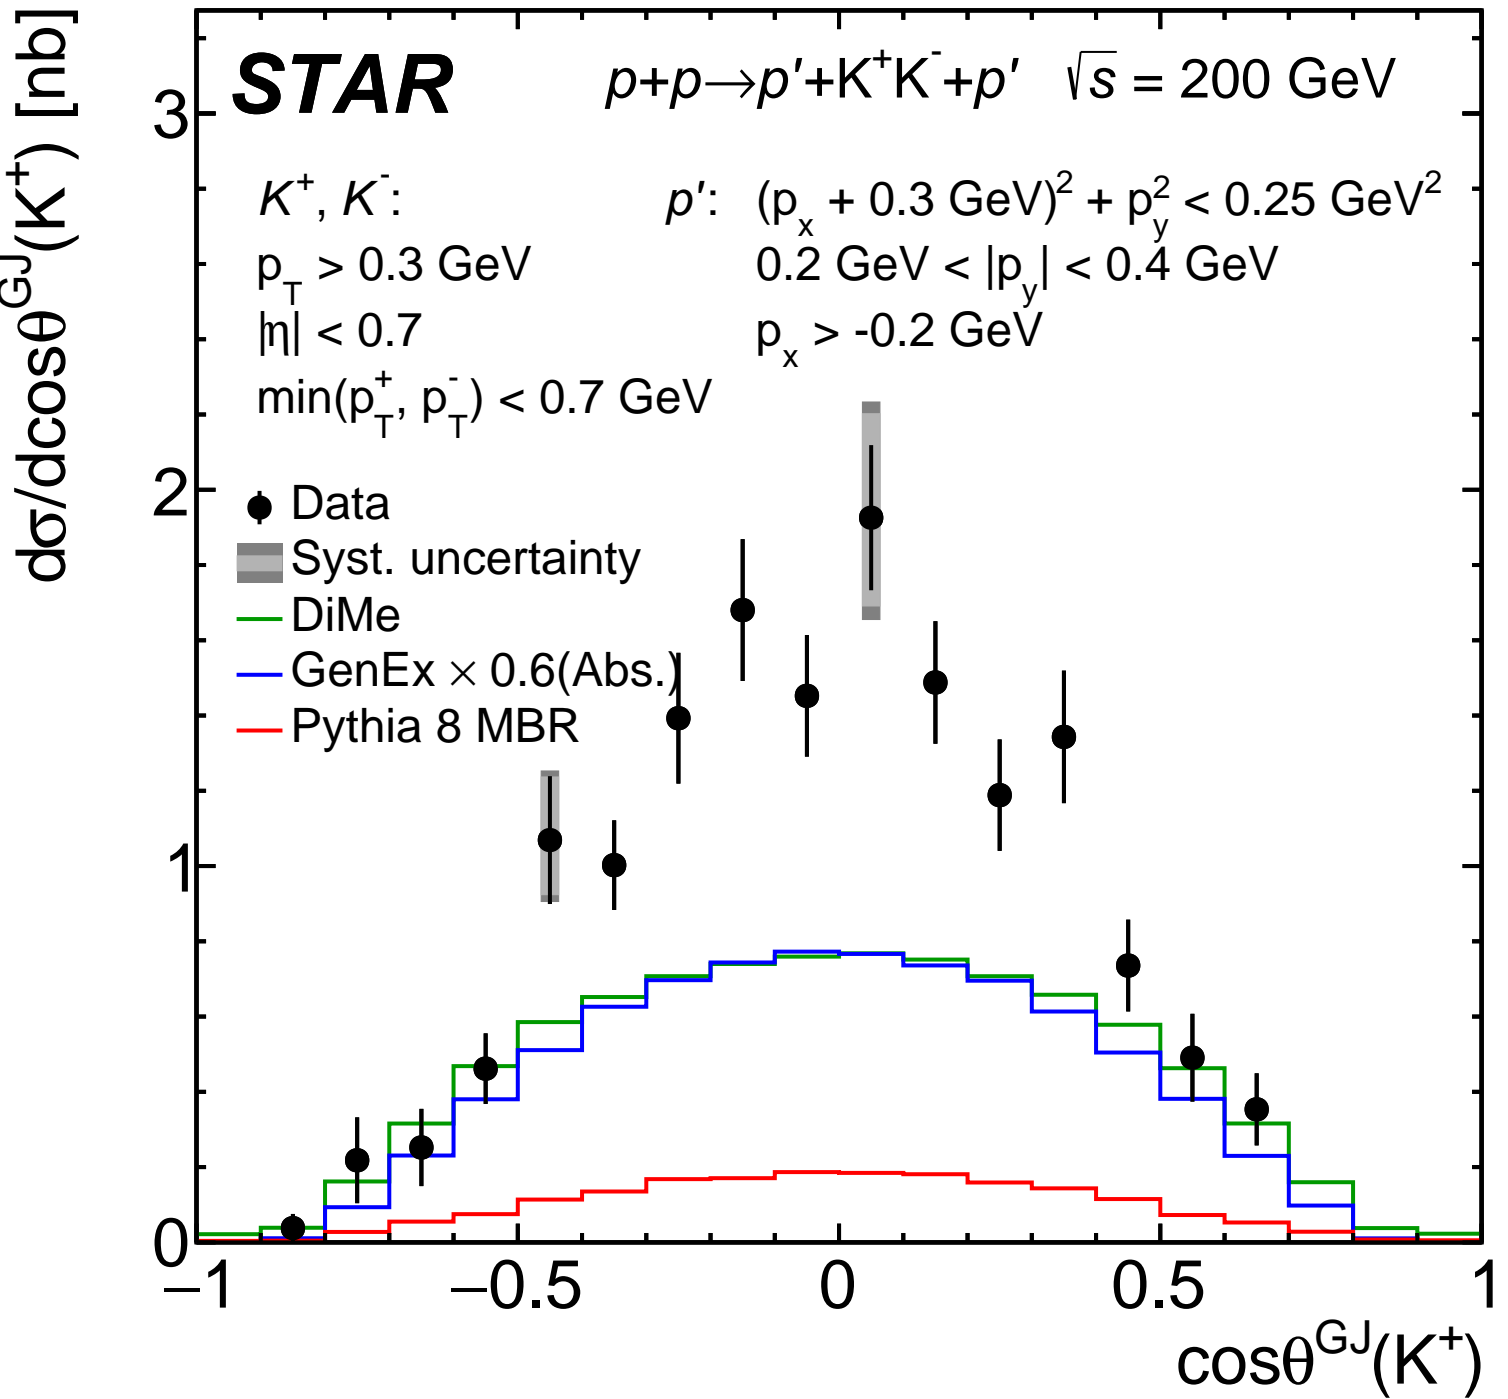 STAR p+p→p′+K⁺K⁻+p′ √s = 200 GeV
K⁺, K⁻: p′: (pₓ + 0.3 GeV)² + p_y² < 0.25 GeV²
p_T > 0.3 GeV 0.2 GeV < |p_y| < 0.4 GeV
|η| < 0.7 pₓ > -0.2 GeV
min(p_T⁺, p_T⁻) < 0.7 GeV
Data
Syst. uncertainty
DiMe
GenEx × 0.6(Abs.)
Pythia 8 MBR
dσ/dcosθ^GJ(K⁺) [nb]
3
2
1
0
−1 −0.5 0 0.5 1
cosθ^GJ(K⁺)